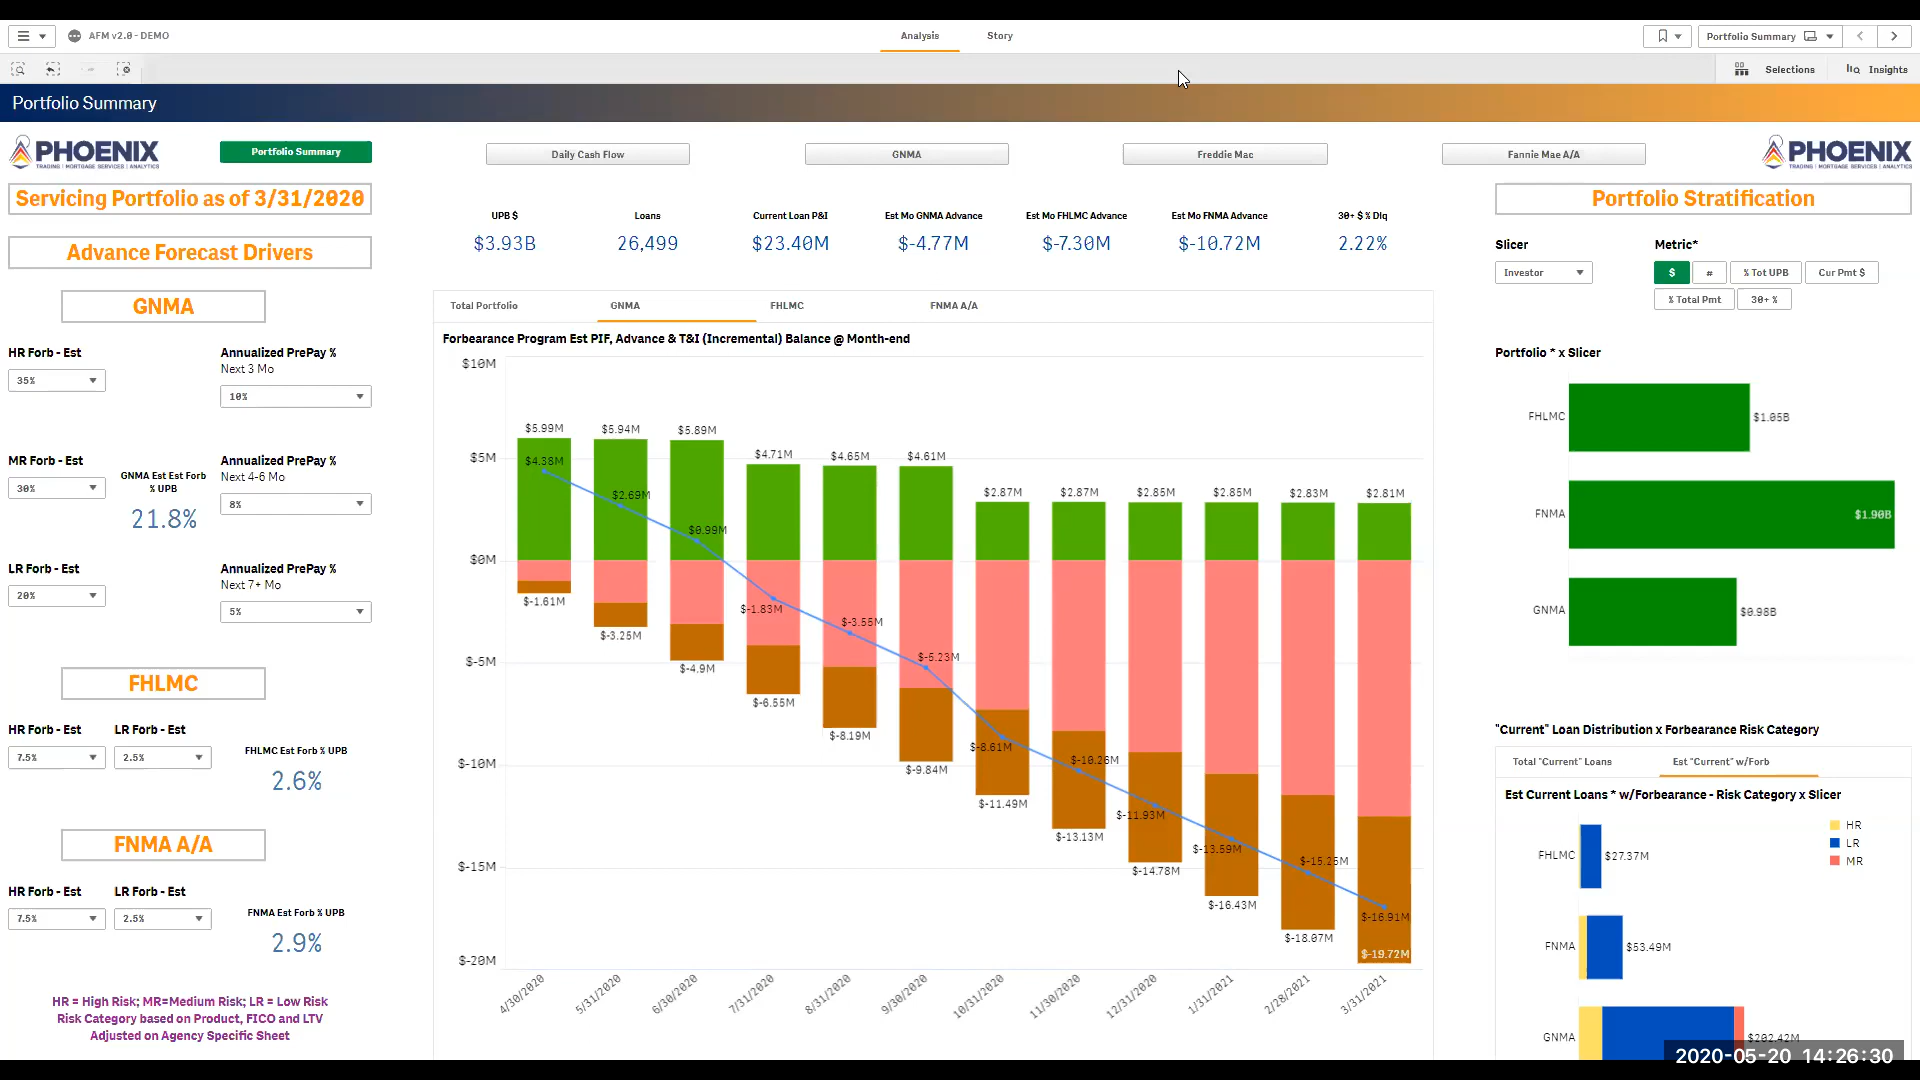 AFM v2.0 - DEMO
Analysis
Story
Portfolio Summary
Selections
Insights
Portfolio Summary
PHOENIX
TRADING | MORTGAGE SERVICES | ANALYTICS
Portfolio Summary
Daily Cash Flow
GNMA
Freddie Mac
Fannie Mae A/A
PHOENIX
TRADING | MORTGAGE SERVICES | ANALYTICS
Servicing Portfolio as of 3/31/2020
Advance Forecast Drivers
GNMA
HR Forb - Est
35%
Annualized PrePay %
Next 3 Mo
10%
MR Forb - Est
30%
GNMA Est Est Forb
% UPB
21.8%
Annualized PrePay %
Next 4-6 Mo
8%
LR Forb - Est
20%
Annualized PrePay %
Next 7+ Mo
5%
FHLMC
HR Forb - Est
7.5%
LR Forb - Est
2.5%
FHLMC Est Forb % UPB
2.6%
FNMA A/A
HR Forb - Est
7.5%
LR Forb - Est
2.5%
FNMA Est Forb % UPB
2.9%
HR = High Risk; MR=Medium Risk; LR = Low Risk
Risk Category based on Product, FICO and LTV
Adjusted on Agency Specific Sheet
UPB $
$3.93B
Loans
26,499
Current Loan P&I
$23.40M
Est Mo GNMA Advance
$-4.77M
Est Mo FHLMC Advance
$-7.30M
Est Mo FNMA Advance
$-10.72M
30+ $ % Dlq
2.22%
Total Portfolio
GNMA
FHLMC
FNMA A/A
Forbearance Program Est PIF, Advance & T&I (Incremental) Balance @ Month-end
$10M
$5M
$0M
$-5M
$-10M
$-15M
$-20M
$5.99M
$5.94M
$5.89M
$4.71M
$4.65M
$4.61M
$2.87M
$2.87M
$2.85M
$2.85M
$2.83M
$2.81M
$4.38M
$2.69M
$0.99M
$-1.83M
$-3.55M
$-5.23M
$-8.61M
$-10.26M
$-11.93M
$-13.59M
$-15.25M
$-16.91M
$-1.61M
$-3.25M
$-4.9M
$-6.55M
$-8.19M
$-9.84M
$-11.49M
$-13.13M
$-14.78M
$-16.43M
$-18.07M
$-19.72M
4/30/2020
5/31/2020
6/30/2020
7/31/2020
8/31/2020
9/30/2020
10/31/2020
11/30/2020
12/31/2020
1/31/2021
2/28/2021
3/31/2021
Portfolio Stratification
Slicer
Investor
Metric*
$
#
% Tot UPB
Cur Pmt $
% Total Pmt
30+ %
Portfolio * x Slicer
FHLMC
$1.05B
FNMA
$1.90B
GNMA
$0.98B
"Current" Loan Distribution x Forbearance Risk Category
Total "Current" Loans
Est "Current" w/Forb
Est Current Loans * w/Forbearance - Risk Category x Slicer
HR
LR
MR
FHLMC
$27.37M
FNMA
$53.49M
GNMA
$202.42M
2020-05-20 14:26:30